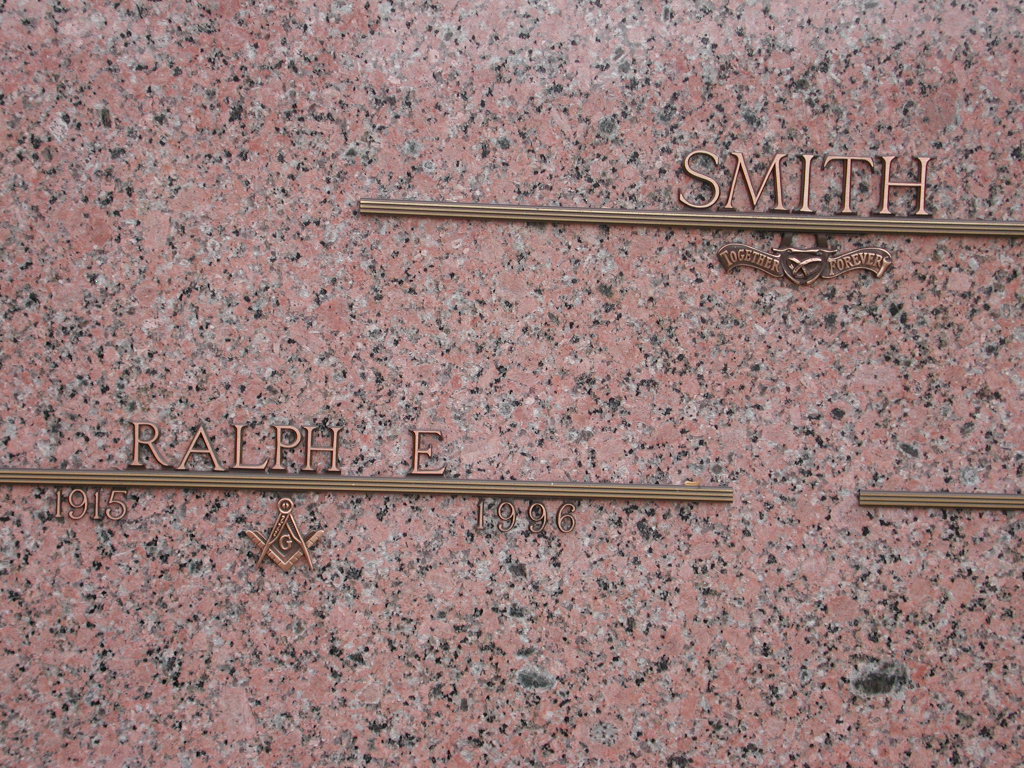 SMITH
TOGETHER FOREVER
RALPH E
1915 1996
G